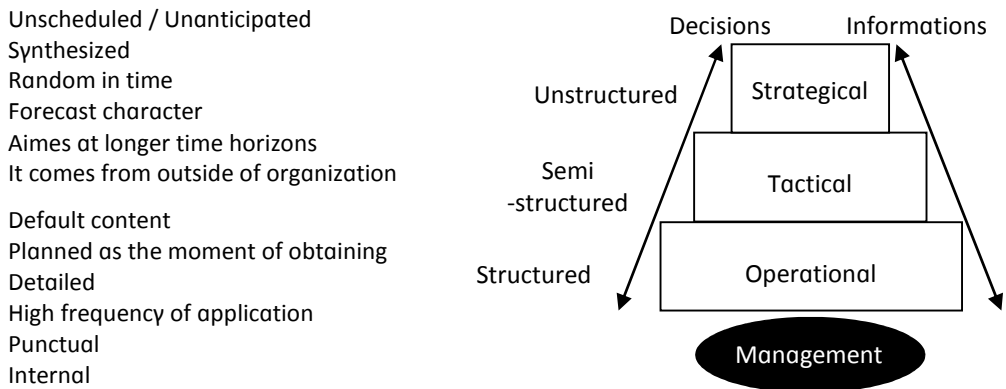 Unscheduled / Unanticipated
Synthesized
Random in time
Forecast character
Aimes at longer time horizons
It comes from outside of organization
Default content
Planned as the moment of obtaining
Detailed
High frequency of application
Punctual
Internal
Decisions
Informations
Unstructured
Strategical
Semi
-structured
Tactical
Structured
Operational
Management